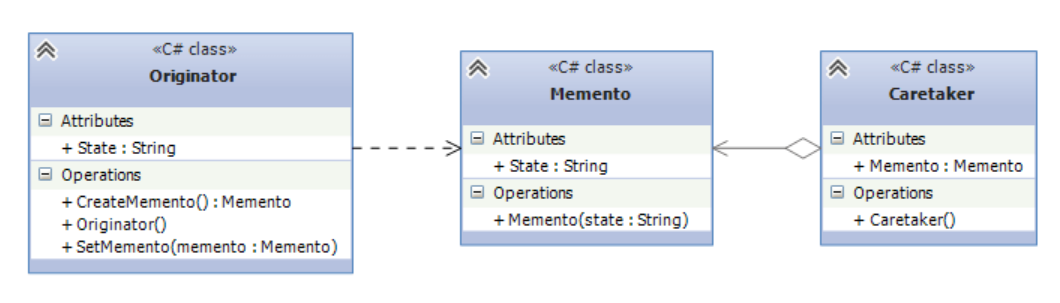 «C# class»
Originator
Attributes
+ State : String
Operations
+ CreateMemento() : Memento
+ Originator()
+ SetMemento(memento : Memento)
«C# class»
Memento
Attributes
+ State : String
Operations
+ Memento(state : String)
«C# class»
Caretaker
Attributes
+ Memento : Memento
Operations
+ Caretaker()